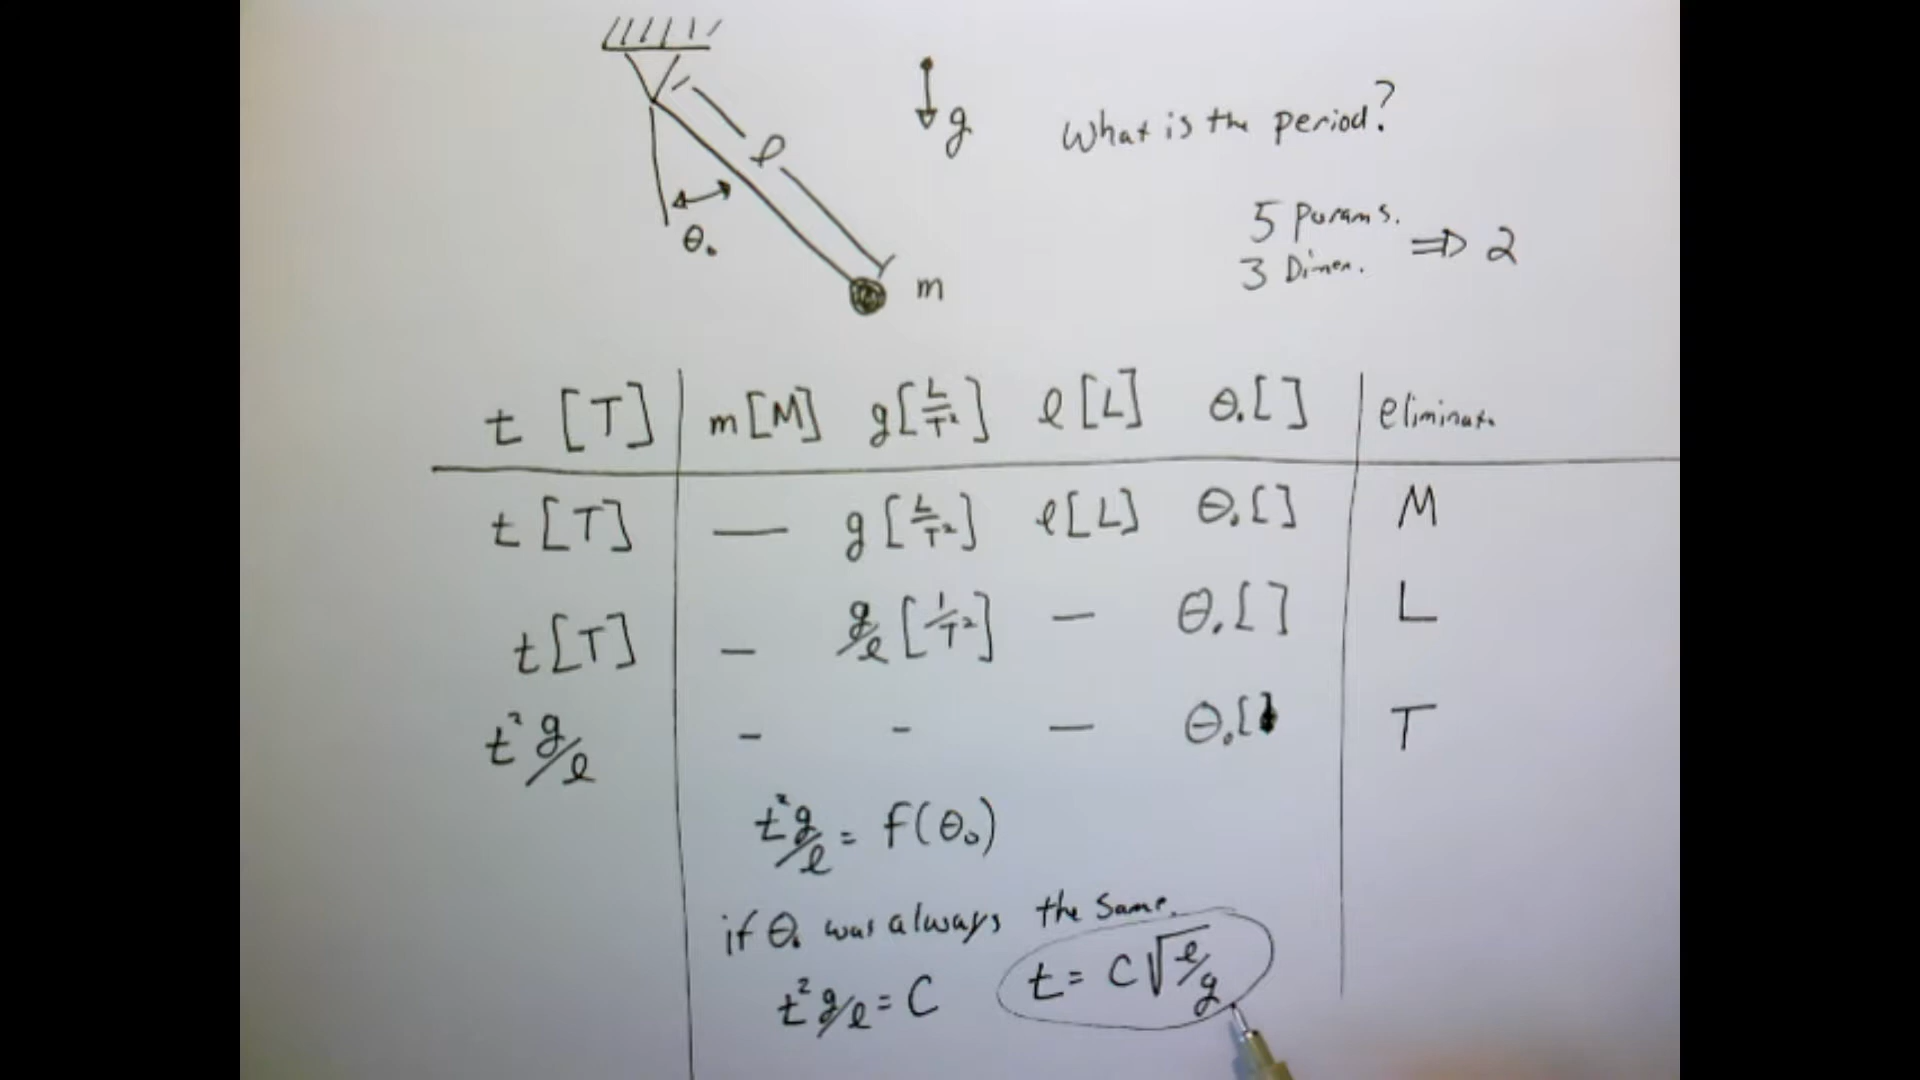 g
What is the period?
ℓ
5 Params.
3 Dimen. ⇒ 2
θ₀
m
t [T] m [M] g [L/T²] ℓ [L] θ₀ [ ] eliminate
t [T] — g [L/T²] ℓ [L] θ₀ [ ] M
t [T] — g/ℓ [1/T²] — θ₀ [ ] L
t² g/ℓ - - — θ₀ [ ] T
t² g/ℓ = f(θ₀)
if θ₀ was always the same.
t² g/ℓ = C t = C√ℓ/g